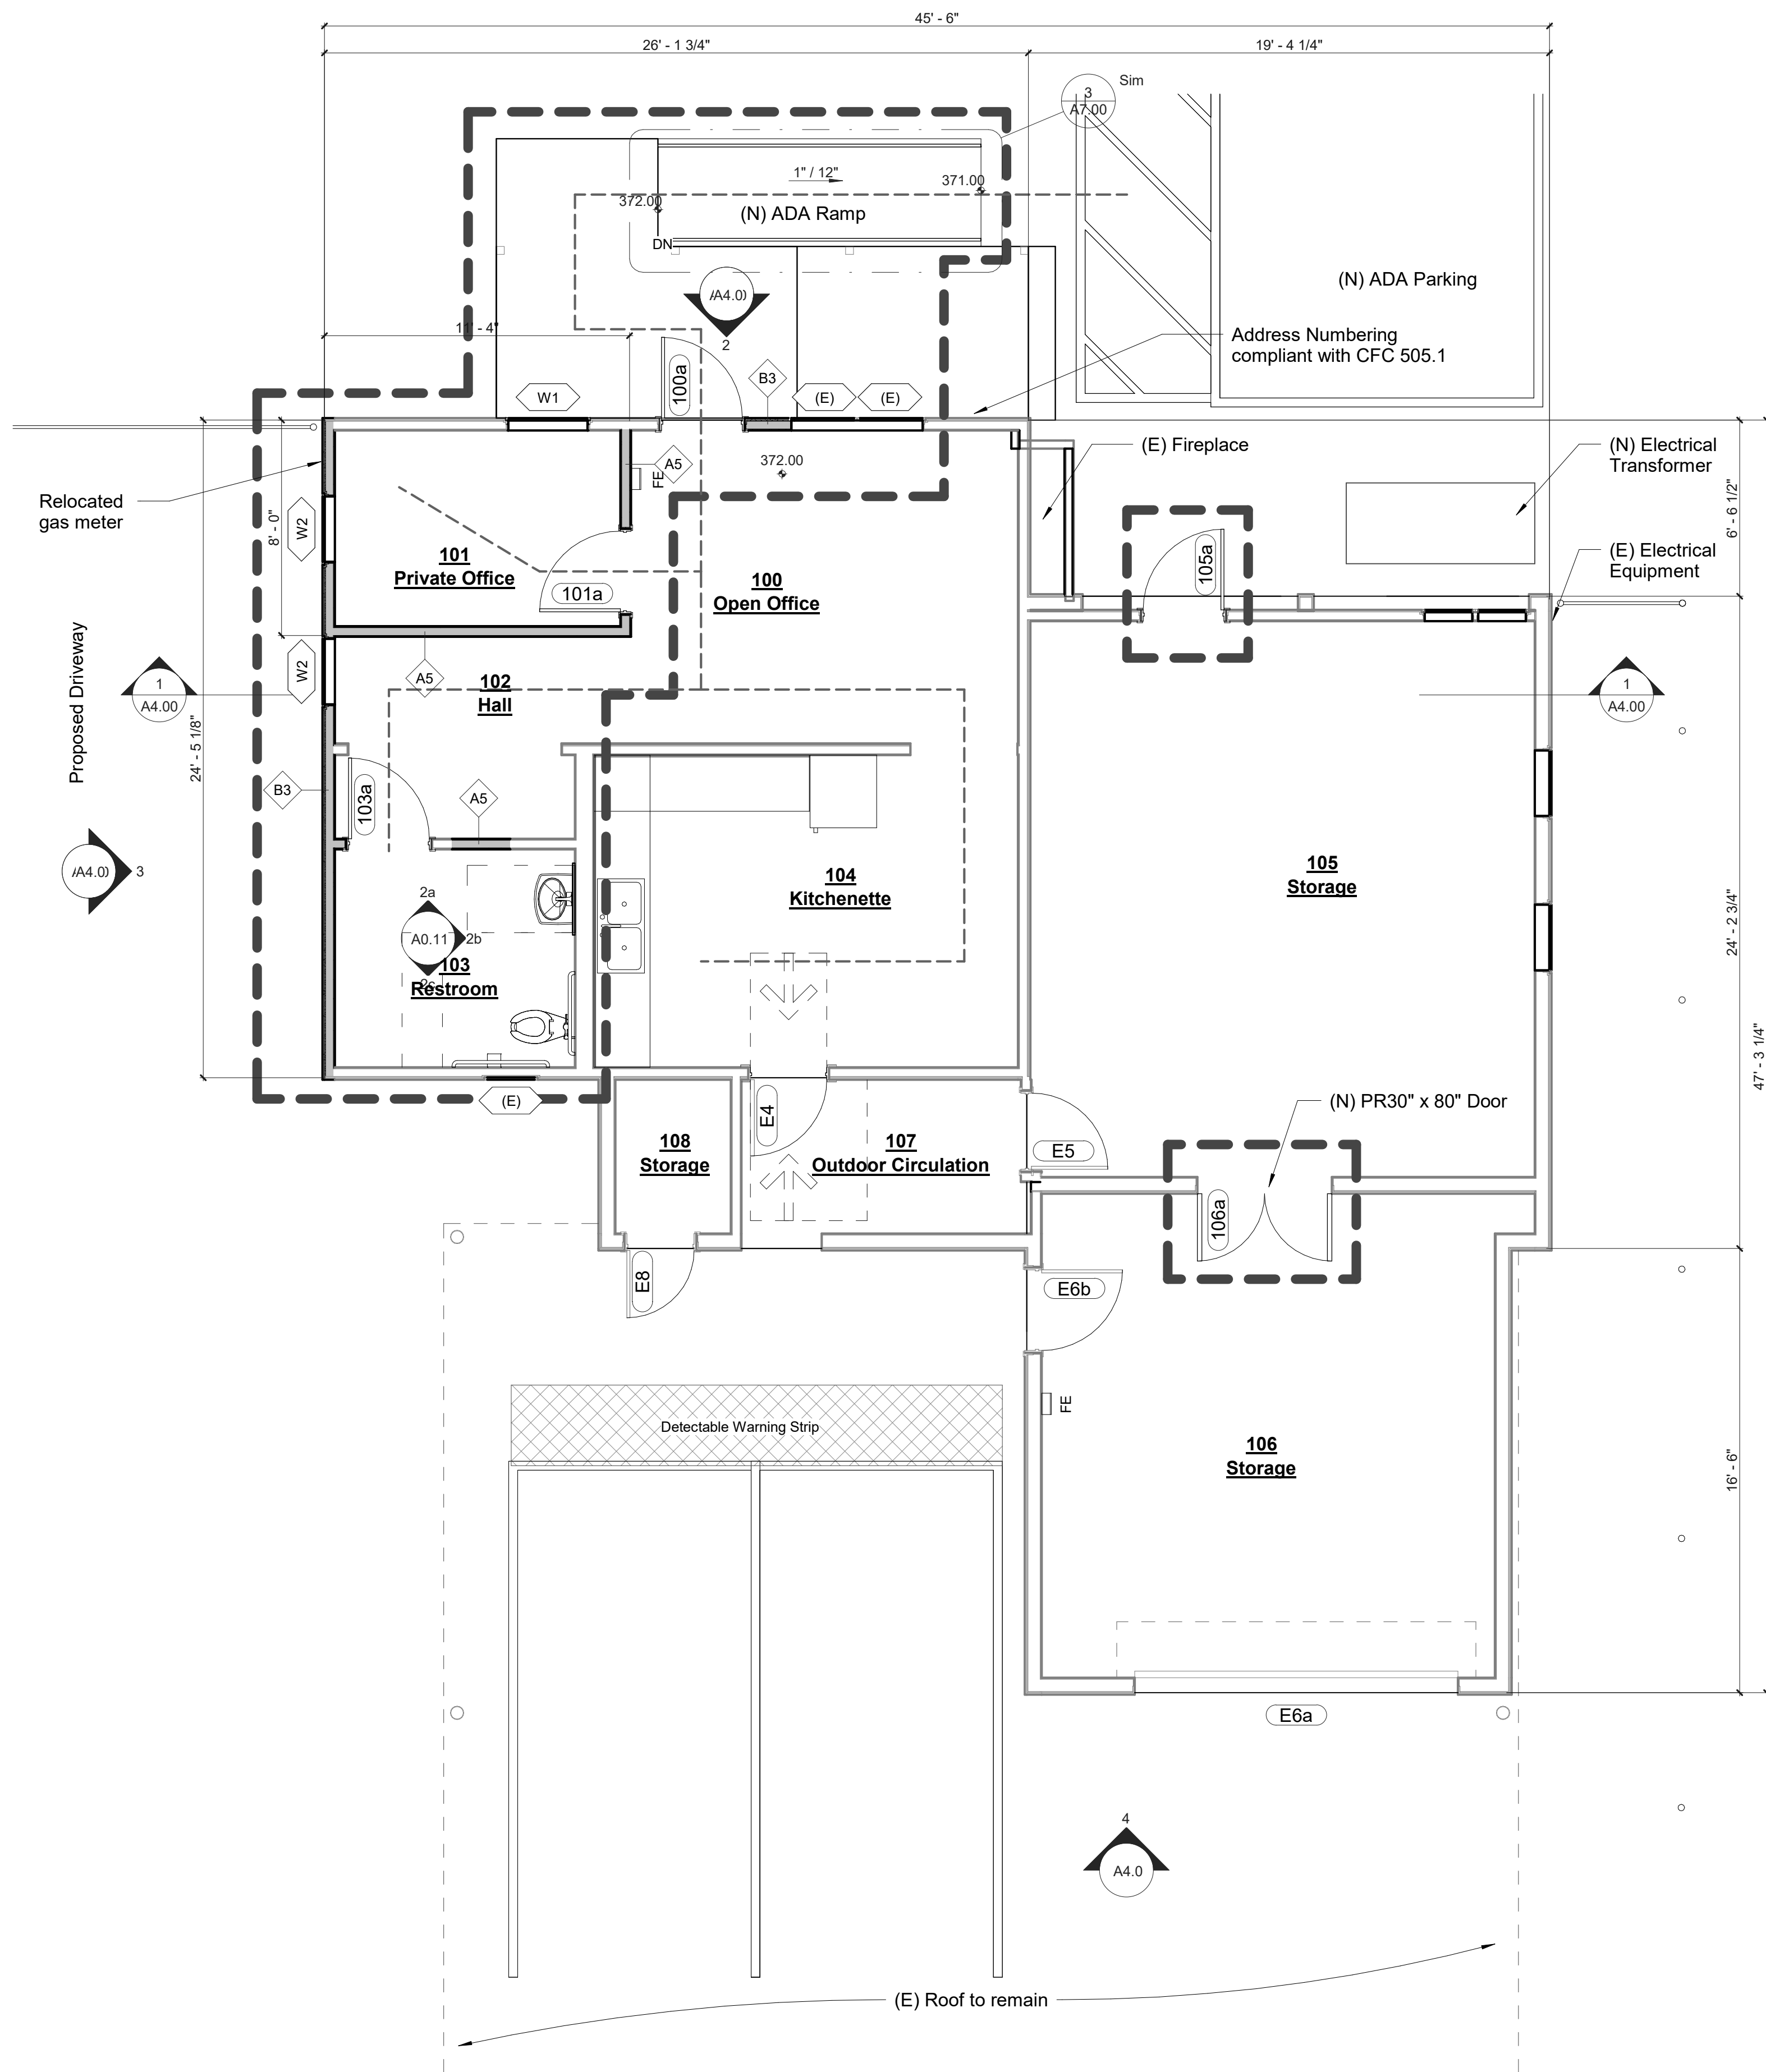 45' - 6"
26' - 1 3/4"
19' - 4 1/4"
3
A7.00
Sim
1" / 12"
371.00
372.00
(N) ADA Ramp
DN
(N) ADA Parking
A4.0
2
11' - 4"
Address Numbering
compliant with CFC 505.1
100a
B3
W1
(E)
(E)
A5
FE
372.00
(E) Fireplace
(N) Electrical
Transformer
Relocated
gas meter
W2
8' - 0"
6' - 6 1/2"
101
Private Office
101a
100
Open Office
105a
(E) Electrical
Equipment
Proposed Driveway
1
A4.00
W2
A5
102
Hall
1
A4.00
24' - 5 1/8"
B3
103a
A5
A4.0
3
2a
A0.11
2b
2c
103
Restroom
104
Kitchenette
105
Storage
24' - 2 3/4"
47' - 3 1/4"
(E)
E4
(N) PR30" x 80" Door
108
Storage
107
Outdoor Circulation
E5
106a
E8
E6b
FE
Detectable Warning Strip
106
Storage
16' - 6"
E6a
4
A4.0
(E) Roof to remain